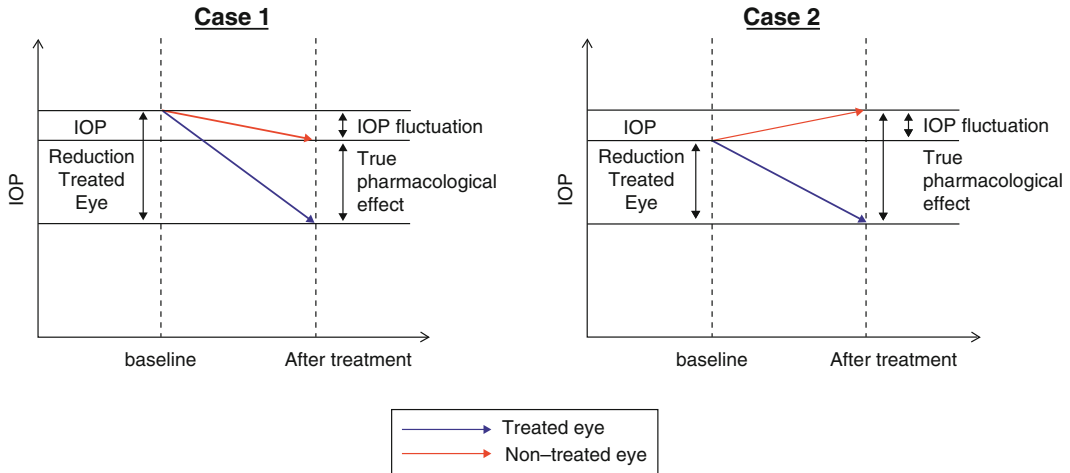 Case 1
IOP
IOP
Reduction
Treated
Eye
IOP fluctuation
True
pharmacological
effect
baseline
After treatment
Case 2
IOP
IOP
Reduction
Treated
Eye
IOP fluctuation
True
pharmacological
effect
baseline
After treatment
Treated eye
Non–treated eye